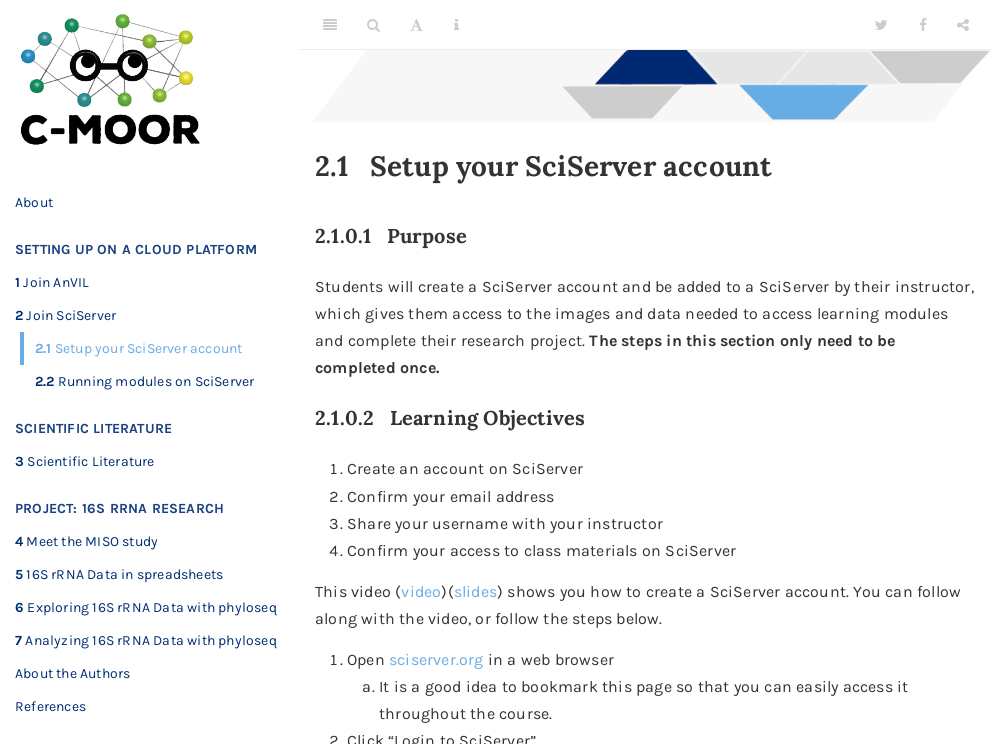 C-MOOR
About
SETTING UP ON A CLOUD PLATFORM
1 Join AnVIL
2 Join SciServer
2.1 Setup your SciServer account
2.2 Running modules on SciServer
SCIENTIFIC LITERATURE
3 Scientific Literature
PROJECT: 16S RRNA RESEARCH
4 Meet the MISO study
5 16S rRNA Data in spreadsheets
6 Exploring 16S rRNA Data with phyloseq
7 Analyzing 16S rRNA Data with phyloseq
About the Authors
References
A i
2.1 Setup your SciServer account
2.1.0.1 Purpose
Students will create a SciServer account and be added to a SciServer by their instructor,
which gives them access to the images and data needed to access learning modules
and complete their research project. The steps in this section only need to be
completed once.
2.1.0.2 Learning Objectives
1. Create an account on SciServer
2. Confirm your email address
3. Share your username with your instructor
4. Confirm your access to class materials on SciServer
This video (video)(slides) shows you how to create a SciServer account. You can follow
along with the video, or follow the steps below.
1. Open sciserver.org in a web browser
a. It is a good idea to bookmark this page so that you can easily access it
throughout the course.
2. Click “Login to SciServer”